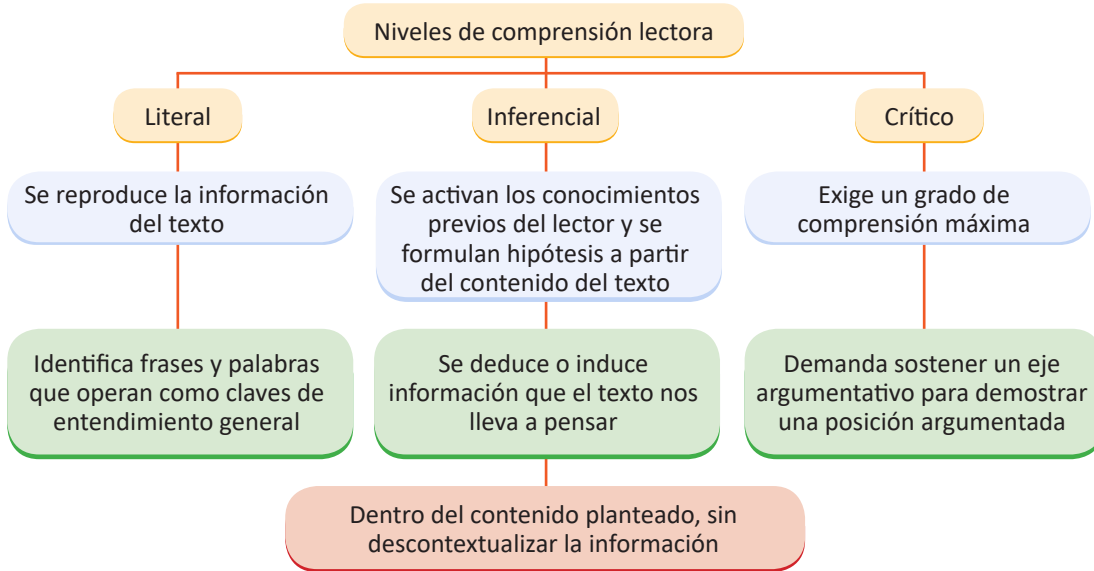 Niveles de comprensión lectora
Literal
Inferencial
Crítico
Se reproduce la información
del texto
Se activan los conocimientos
previos del lector y se
formulan hipótesis a partir
del contenido del texto
Exige un grado de
comprensión máxima
Identifica frases y palabras
que operan como claves de
entendimiento general
Se deduce o induce
información que el texto nos
lleva a pensar
Demanda sostener un eje
argumentativo para demostrar
una posición argumentada
Dentro del contenido planteado, sin
descontextualizar la información